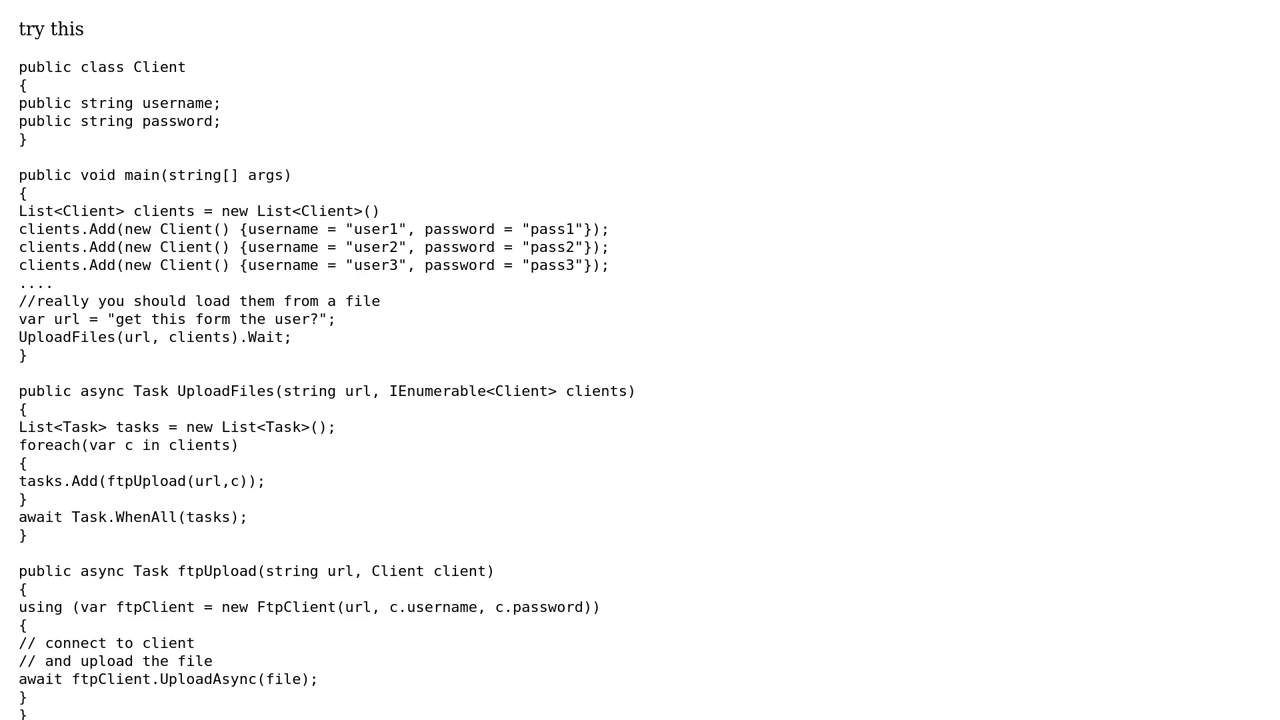 try this
public class Client
{
public string username;
public string password;
}
public void main(string[] args)
{
List<Client> clients = new List<Client>()
clients.Add(new Client() {username = "user1", password = "pass1"});
clients.Add(new Client() {username = "user2", password = "pass2"});
clients.Add(new Client() {username = "user3", password = "pass3"});
....
//really you should load them from a file
var url = "get this form the user?";
UploadFiles(url, clients).Wait;
}
public async Task UploadFiles(string url, IEnumerable<Client> clients)
{
List<Task> tasks = new List<Task>();
foreach(var c in clients)
{
tasks.Add(ftpUpload(url,c));
}
await Task.WhenAll(tasks);
}
public async Task ftpUpload(string url, Client client)
{
using (var ftpClient = new FtpClient(url, c.username, c.password))
{
// connect to client
// and upload the file
await ftpClient.UploadAsync(file);
}
}